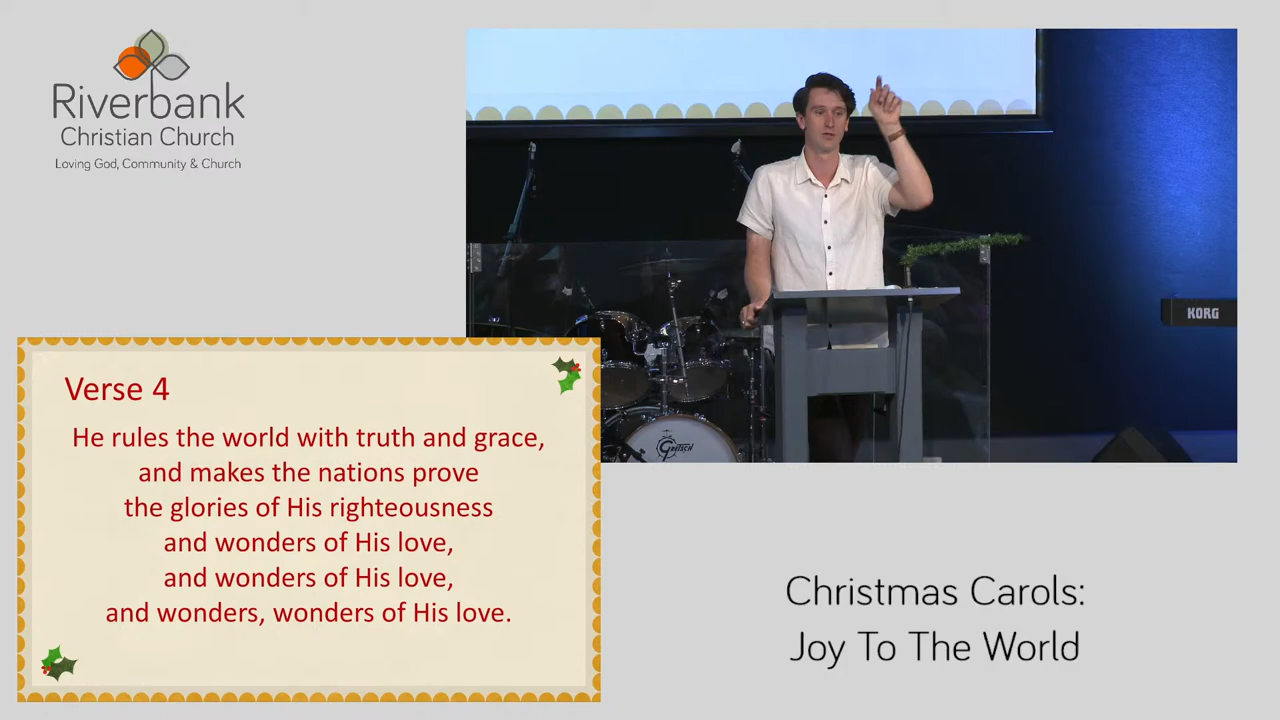 Riverbank
Christian Church
Loving God, Community & Church
KORG
GRETSCH
Verse 4
He rules the world with truth and grace,
and makes the nations prove
the glories of His righteousness
and wonders of His love,
and wonders of His love,
and wonders, wonders of His love.
Christmas Carols:
Joy To The World